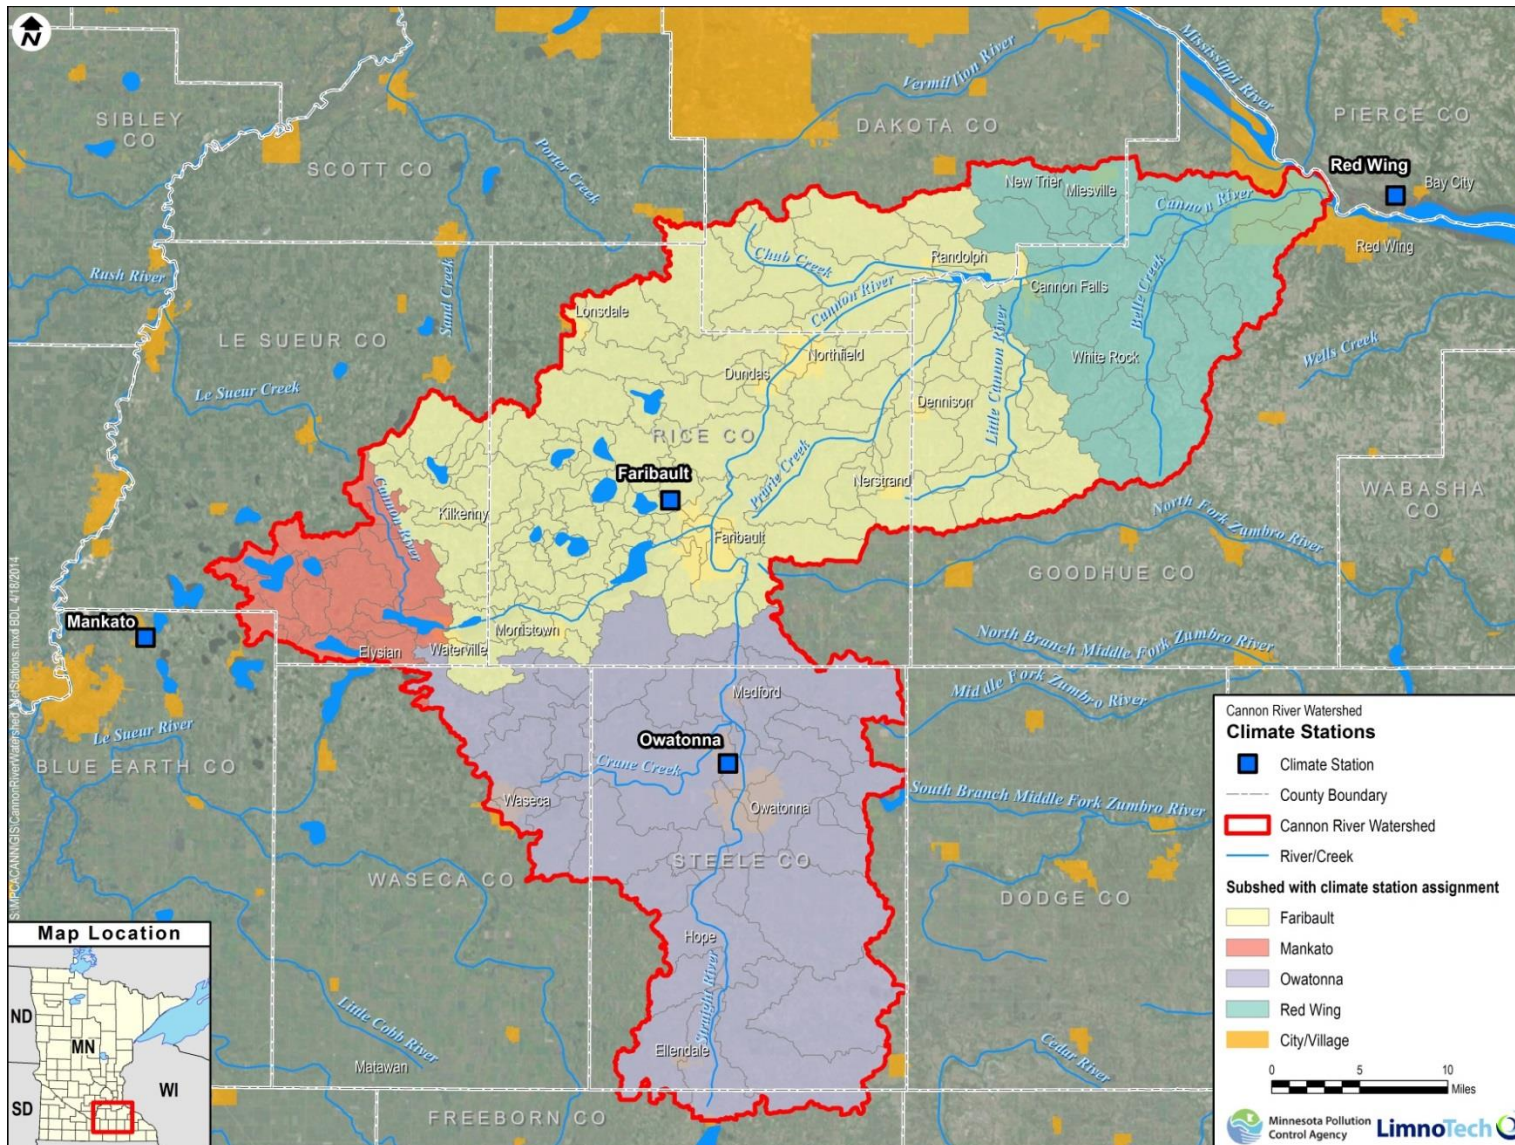 N
SIBLEY
CO
SCOTT CO
Porter Creek
Vermillion River
DAKOTA CO
Mississippi River
PIERCE CO
Red Wing
Bay City
New Trier
Miesville
Cannon River
Red Wing
Rush River
Sand Creek
Chub Creek
Randolph
Cannon River
Cannon Falls
Belle Creek
Lonsdale
LE SUEUR CO
Northfield
Dundas
White Rock
Wells Creek
Le Sueur Creek
Little Cannon River
Dennison
RICE CO
Faribault
Prarie Creek
Nerstrand
WABASHA
CO
Cannon River
Kilkenny
Faribault
North Fork Zumbro River
GOODHUE CO
Mankato
Morristown
Elysian
Waterville
North Branch Middle Fork Zumbro River
Medford
Middle Fork Zumbro River
Le Sueur River
BLUE EARTH CO
Owatonna
Crane Creek
Waseca
Owatonna
South Branch Middle Fork Zumbro River
STEELE CO
WASECA CO
DODGE CO
Hope
Straight River
Little Cobb River
Ellendale
Matawan
Cedar River
FREEBORN CO
Cannon River Watershed
Climate Stations
Climate Station
County Boundary
Cannon River Watershed
River/Creek
Subshed with climate station assignment
Faribault
Mankato
Owatonna
Red Wing
City/Village
0 5 10
Miles
Minnesota Pollution
Control Agency
LimnoTech
Map Location
ND
MN
WI
SD